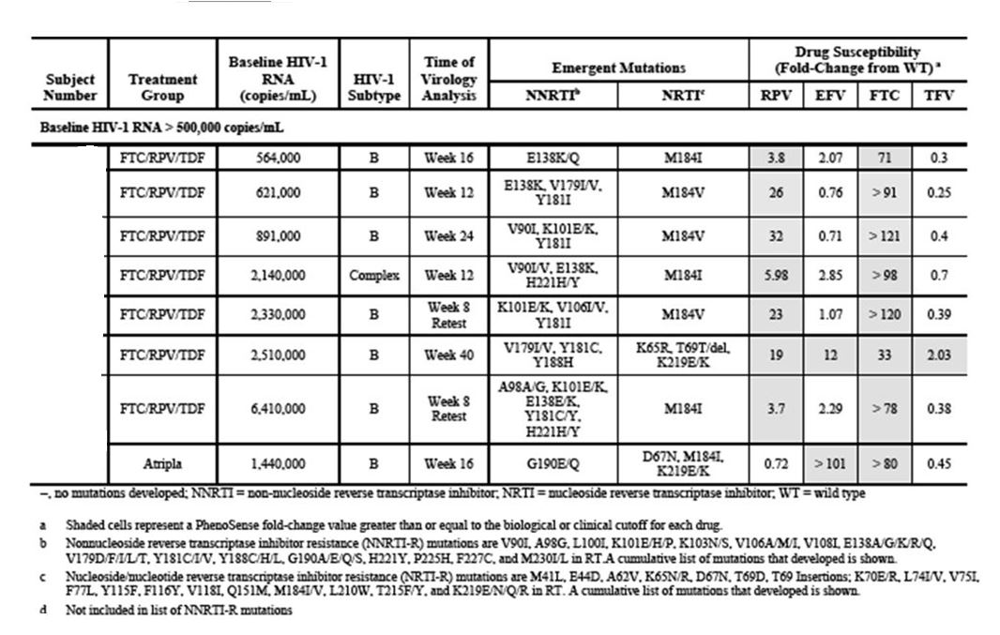 Subject Number | Treatment Group | Baseline HIV-1 RNA (copies/mL) | HIV-1 Subtype | Time of Virology Analysis | Emergent Mutations | Drug Susceptibility (Fold-Change from WT) a
NNRTI b | NRTI c | RPV | EFV | FTC | TFV
Baseline HIV-1 RNA > 500,000 copies/mL
FTC/RPV/TDF | 564,000 | B | Week 16 | E138K/Q | M184I | 3.8 | 2.07 | 71 | 0.3
FTC/RPV/TDF | 621,000 | B | Week 12 | E138K, V179I/V, Y181I | M184V | 26 | 0.76 | > 91 | 0.25
FTC/RPV/TDF | 891,000 | B | Week 24 | V90I, K101E/K, Y181I | M184V | 32 | 0.71 | > 121 | 0.4
FTC/RPV/TDF | 2,140,000 | Complex | Week 12 | V90I/V, E138K, H221H/Y | M184I | 5.98 | 2.85 | > 98 | 0.7
FTC/RPV/TDF | 2,330,000 | B | Week 8 Retest | K101E/K, V106I/V, Y181I | M184V | 23 | 1.07 | > 120 | 0.39
FTC/RPV/TDF | 2,510,000 | B | Week 40 | V179I/V, Y181C, Y188H | K65R, T69T/del, K219E/K | 19 | 12 | 33 | 2.03
FTC/RPV/TDF | 6,410,000 | B | Week 8 Retest | A98A/G, K101E/K, E138E/K, Y181C/Y, H221H/Y | M184I | 3.7 | 2.29 | > 78 | 0.38
Atripla | 1,440,000 | B | Week 16 | G190E/Q | D67N, M184I, K219E/K | 0.72 | > 101 | > 80 | 0.45
–, no mutations developed; NNRTI = non-nucleoside reverse transcriptase inhibitor; NRTI = nucleoside reverse transcriptase inhibitor; WT = wild type
a Shaded cells represent a PhenoSense fold-change value greater than or equal to the biological or clinical cutoff for each drug.
b Nonnucleoside reverse transcriptase inhibitor resistance (NNRTI-R) mutations are V90I, A98G, L100I, K101E/H/P, K103N/S, V106A/M/I, V108I, E138A/G/K/R/Q,
V179D/F/I/L/T, Y181C/I/V, Y188C/H/L, G190A/E/Q/S, H221Y, P225H, F227C, and M230I/L in RT.A cumulative list of mutations that developed is shown.
c Nucleoside/nucleotide reverse transcriptase inhibitor resistance (NRTI-R) mutations are M41L, E44D, A62V, K65N/R, D67N, T69D, T69 Insertions; K70E/R, L74I/V, V75I,
F77L, Y115F, F116Y, V118I, Q151M, M184I/V, L210W, T215F/Y, and K219E/N/Q/R in RT. A cumulative list of mutations that developed is shown.
d Not included in list of NNRTI-R mutations